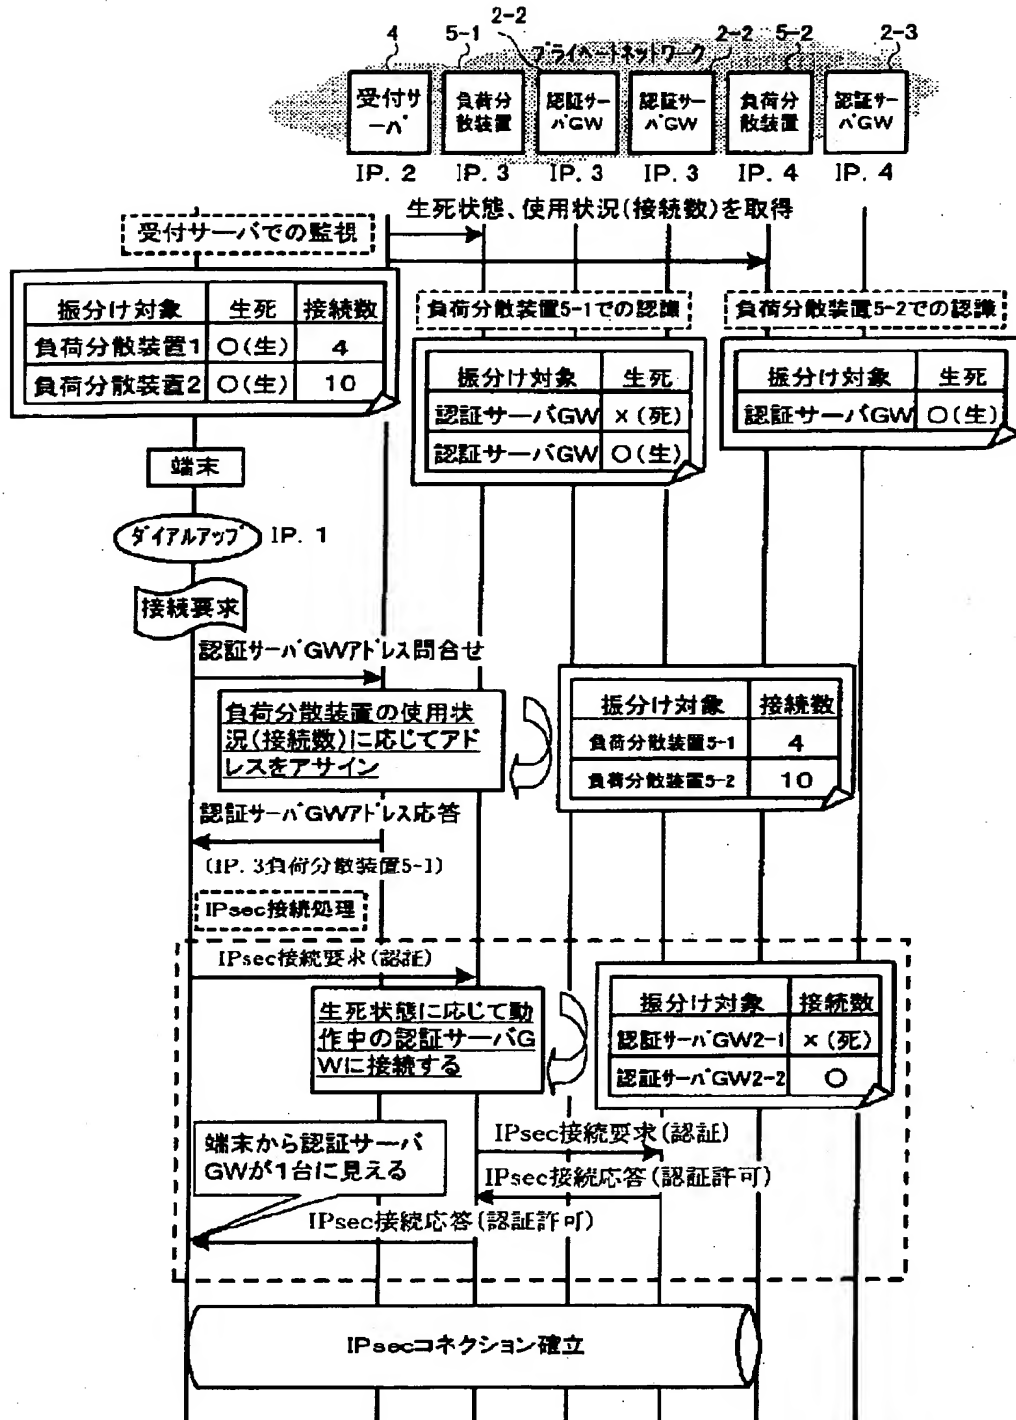 2-2
4
5-1
2-2
5-2
2-3
プライベートネットワーク
受付サ
ーバ
負荷分
散装置
認証サー
バGW
認証サー
バGW
負荷分
散装置
認証サー
バGW
IP. 2
IP. 3
IP. 3
IP. 3
IP. 4
IP. 4
生死状態、使用状況(接続数)を取得
受付サーバでの監視
振分け対象 生死 接続数
負荷分散装置1 〇(生) 4
負荷分散装置2 〇(生) 10
負荷分散装置5-1での認識
振分け対象 生死
認証サーバGW ×(死)
認証サーバGW 〇(生)
負荷分散装置5-2での認識
振分け対象 生死
認証サーバGW 〇(生)
端末
ダイアルアップ IP. 1
接続要求
認証サーバGWアドレス問合せ
負荷分散装置の使用状
況(接続数)に応じてアド
レスをアサイン
振分け対象 接続数
負荷分散装置5-1 4
負荷分散装置5-2 10
認証サーバGWアドレス応答
(IP. 3負荷分散装置5-1)
IPsec接続処理
IPsec接続要求(認証)
生死状態に応じて動
作中の認証サーバG
Wに接続する
振分け対象 接続数
認証サーバGW2-1 ×(死)
認証サーバGW2-2 〇
端末から認証サーバ
GWが1台に見える
IPsec接続要求(認証)
IPsec接続応答(認証許可)
IPsec接続応答(認証許可)
IPsecコネクション確立